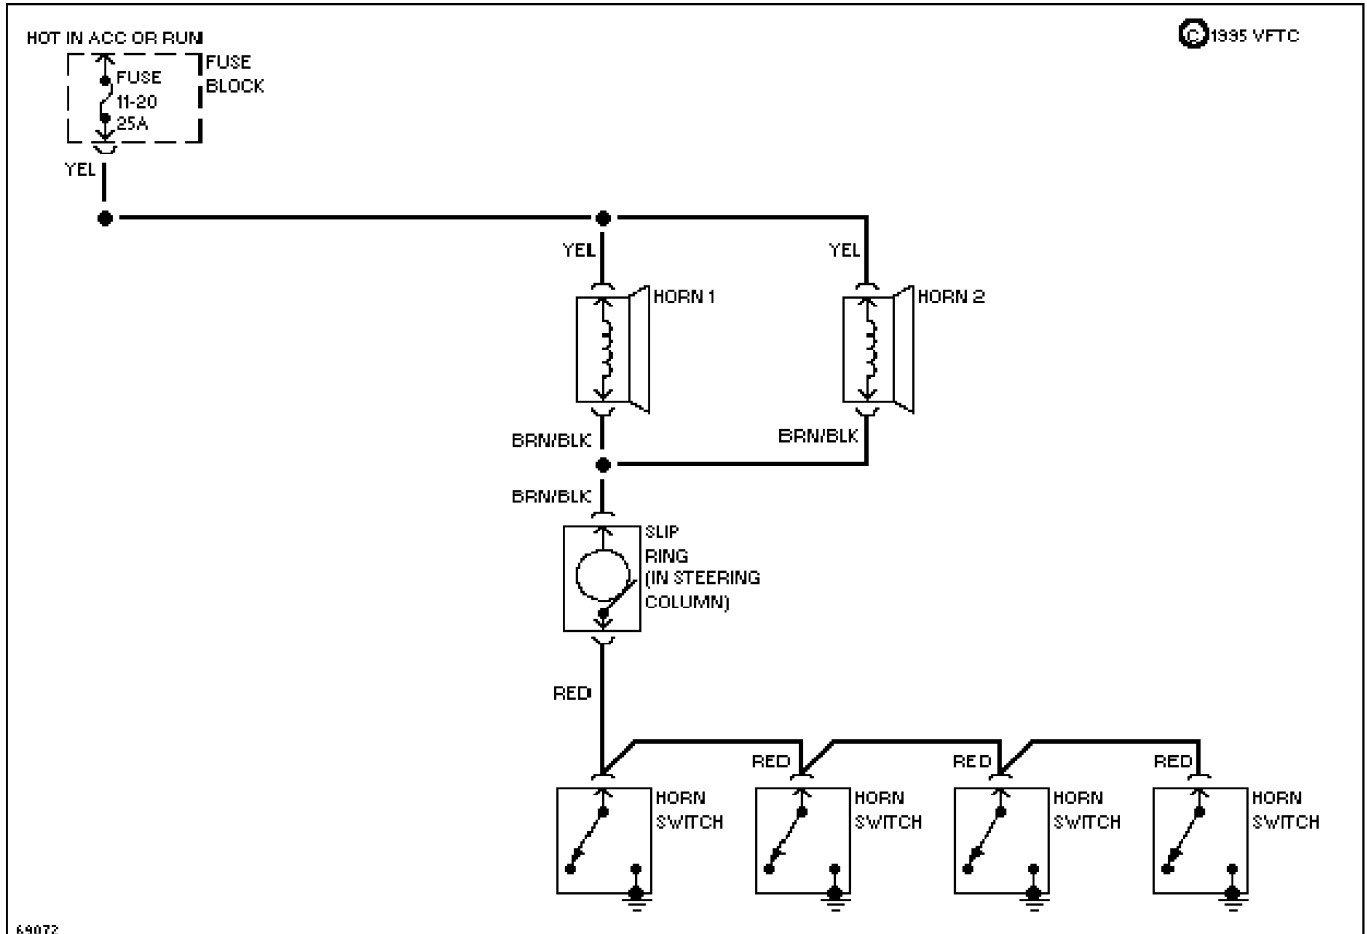 HOT IN ACC OR RUN
© 1995 VFTC
FUSE
BLOCK
FUSE
11-20
25A
YEL
YEL
YEL
HORN 1
HORN 2
BRN/BLK
BRN/BLK
BRN/BLK
SLIP
RING
(IN STEERING
COLUMN)
RED
RED
RED
RED
HORN
SWITCH
HORN
SWITCH
HORN
SWITCH
HORN
SWITCH
69072